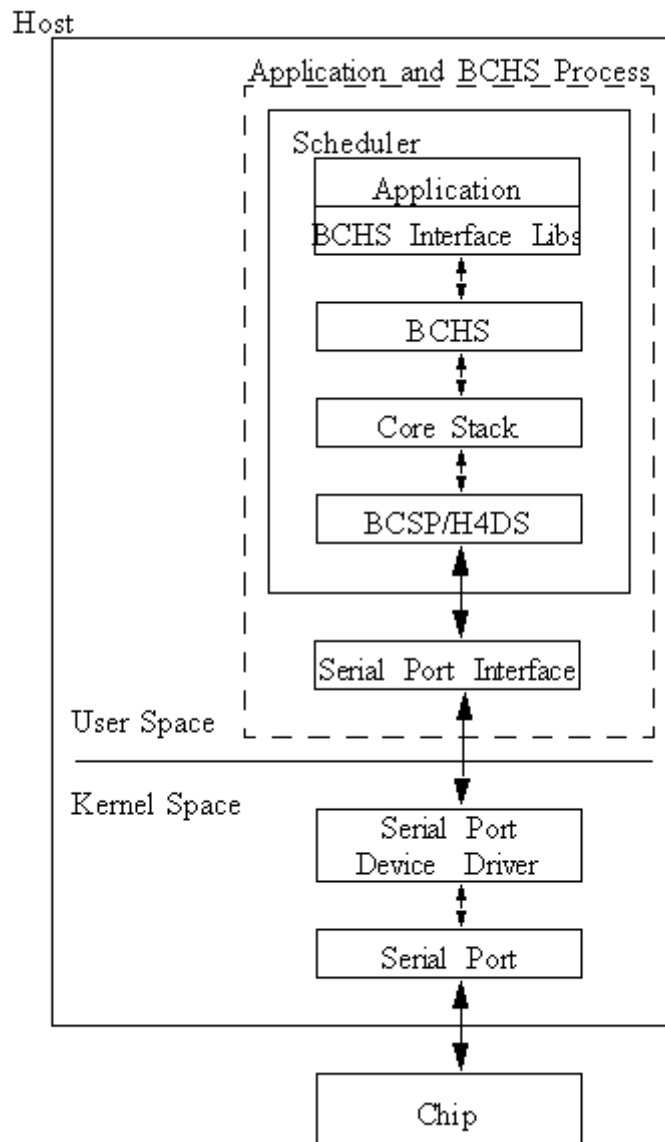 Host
Application and BCHS Process
Scheduler
Application
BCHS Interface Libs
BCHS
Core Stack
BCSP/H4DS
Serial Port Interface
User Space
Kernel Space
Serial Port
Device Driver
Serial Port
Chip